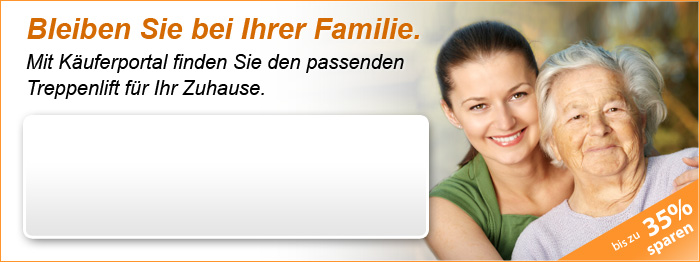 Bleiben Sie bei Ihrer Familie.
Mit Käuferportal finden Sie den passenden
Treppenlift für Ihr Zuhause.
bis zu 35%
sparen